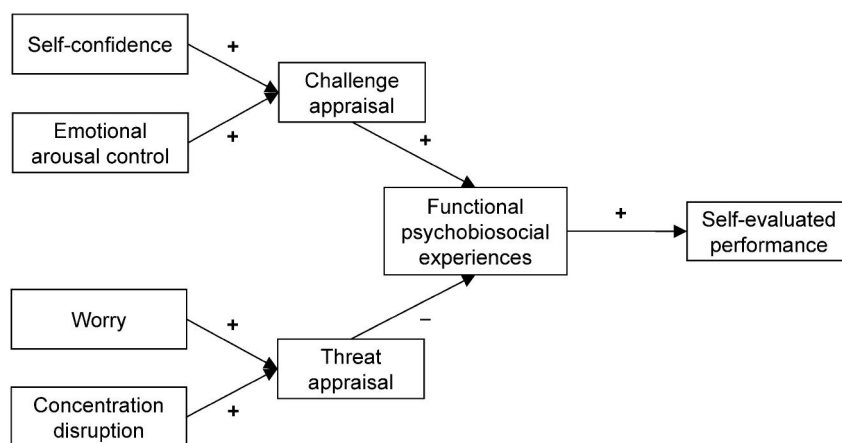 Self-confidence
+
Challenge
appraisal
Emotional
arousal control
+
+
Functional
psychobiosocial
experiences
+
Self-evaluated
performance
Worry
+
–
Threat
appraisal
Concentration
disruption
+